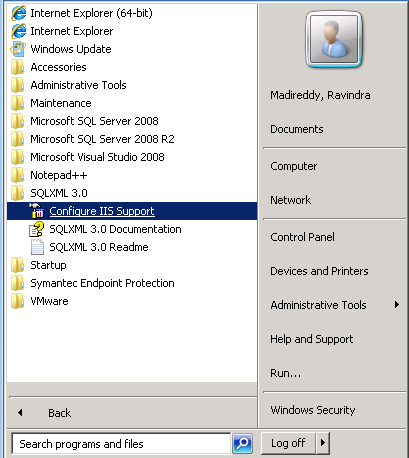 Internet Explorer (64-bit)
Internet Explorer
Windows Update
Accessories
Administrative Tools
Maintenance
Microsoft SQL Server 2008
Microsoft SQL Server 2008 R2
Microsoft Visual Studio 2008
Notepad++
SQLXML 3.0
Configure IIS Support
SQLXML 3.0 Documentation
SQLXML 3.0 Readme
Startup
Symantec Endpoint Protection
VMware
Back
Search programs and files
Madireddy, Ravindra
Documents
Computer
Network
Control Panel
Devices and Printers
Administrative Tools
Help and Support
Run...
Windows Security
Log off